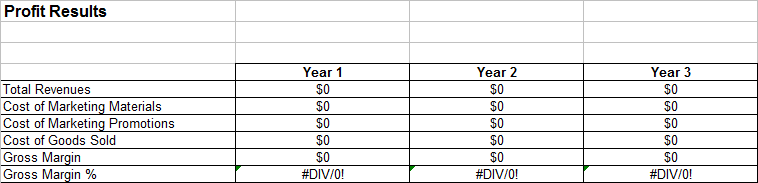 Profit Results
Year 1 Year 2 Year 3
Total Revenues $0 $0 $0
Cost of Marketing Materials $0 $0 $0
Cost of Marketing Promotions $0 $0 $0
Cost of Goods Sold $0 $0 $0
Gross Margin $0 $0 $0
Gross Margin % #DIV/0! #DIV/0! #DIV/0!